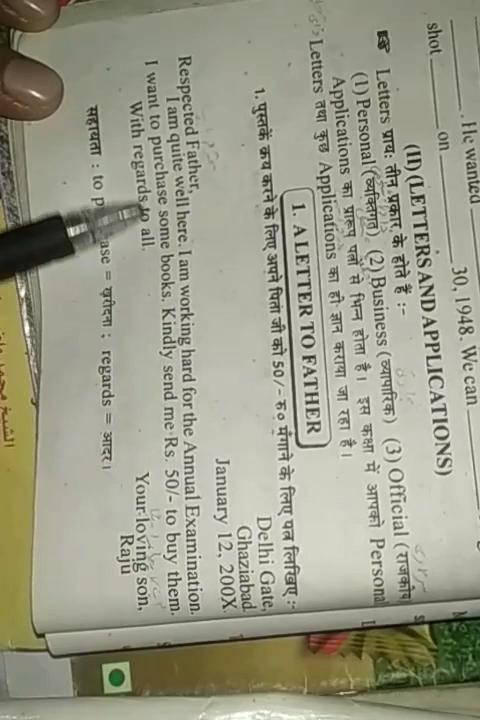 . He wanted
shot on 30, 1948. We can
(II) (LETTERS AND APPLICATIONS)
☞ Letters प्रायः तीन प्रकार के होते हैं :-
(1) Personal (व्यक्तिगत) (2) Business (व्यापारिक) (3) Official (राजकीय
Applications का प्रारूप पत्रों से भिन्न होता है। इस कक्षा में आपको Personal
Letters तथा कुछ Applications का ही ज्ञान कराया जा रहा है।
1. A LETTER TO FATHER
1. पुस्तकें क्रय करने के लिए अपने पिता जी को 50/- रु० मँगाने के लिए पत्र लिखिए :-
Delhi Gate,
Ghaziabad.
January 12, 200X.
Respected Father,
I am quite well here. I am working hard for the Annual Examination.
I want to purchase some books. Kindly send me Rs. 50/- to buy them.
With regards to all.
Your loving son,
Raju
सहायता : to = खरीदना ; regards = आदर।